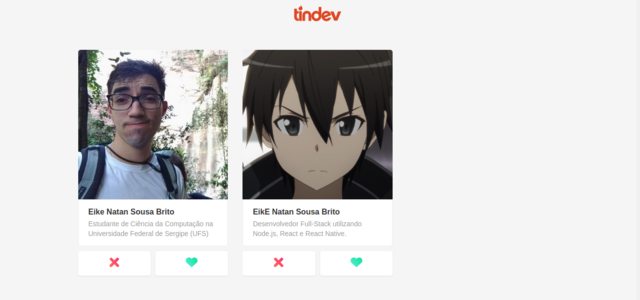 tindev
Eike Natan Sousa Brito
Estudante de Ciência da Computação na
Universidade Federal de Sergipe (UFS)
EikE Natan Sousa Brito
Desenvolvedor Full-Stack utilizando
Node.js, React e React Native.